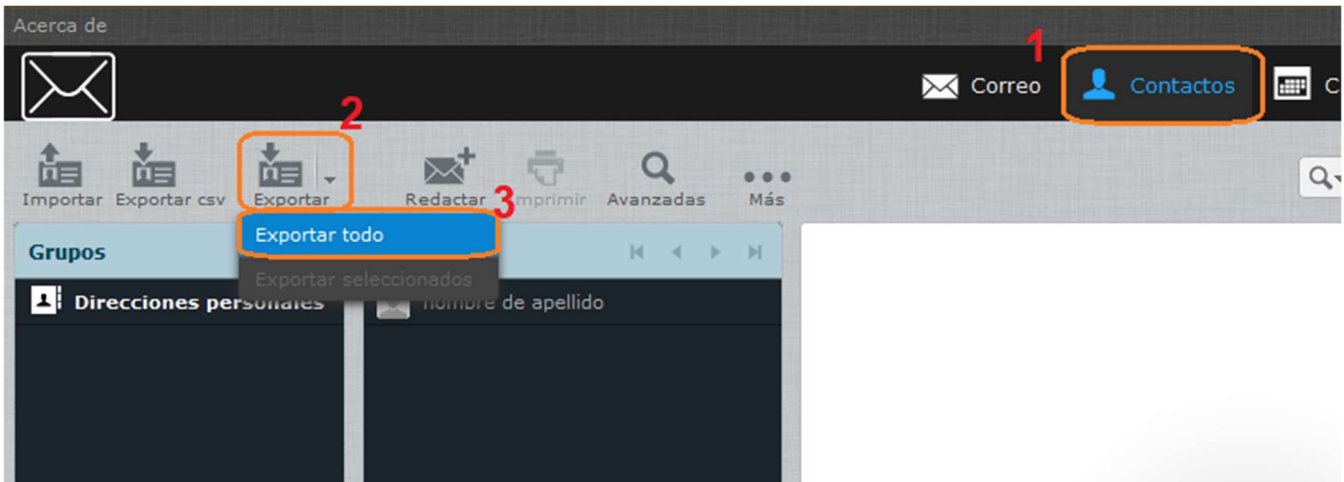 Acerca de
1
Correo
Contactos
C
2
Importar
Exportar csv
Exportar
Redactar
Imprimir
Avanzadas
Más
3
Exportar todo
Exportar seleccionados
Grupos
Direcciones personales
nombre de apellido